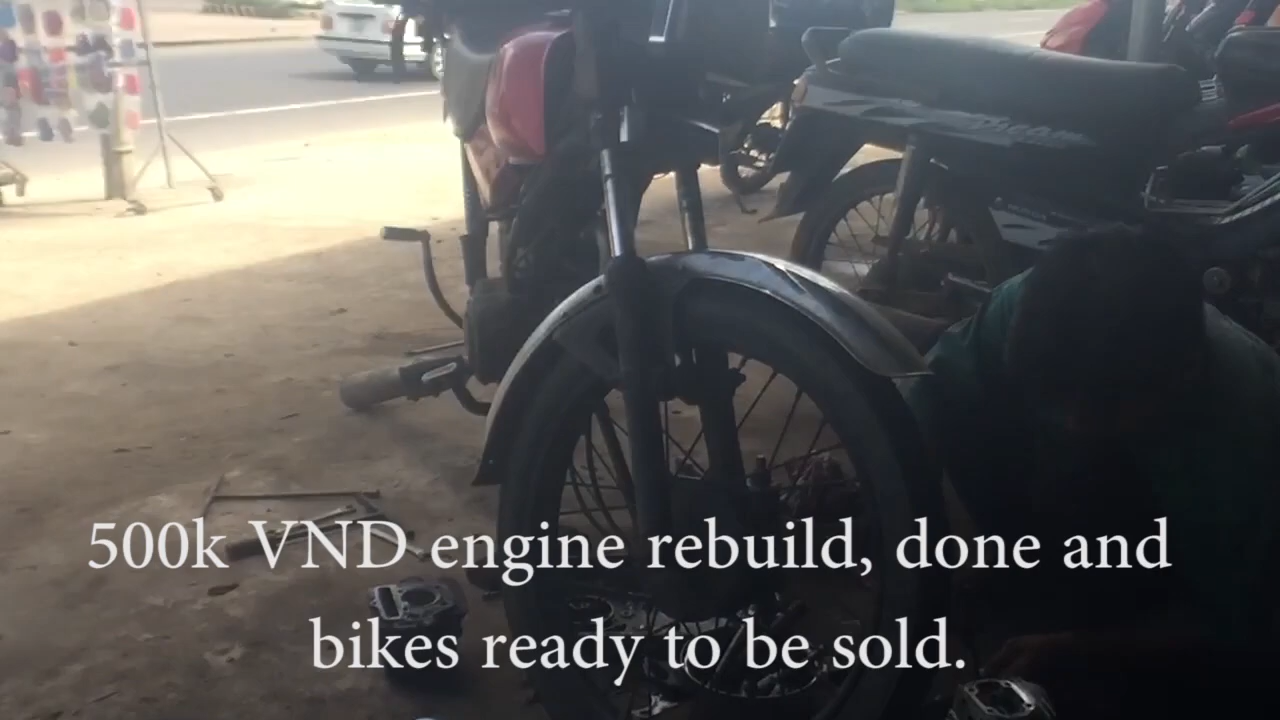 500k VND engine rebuild, done and
bikes ready to be sold.